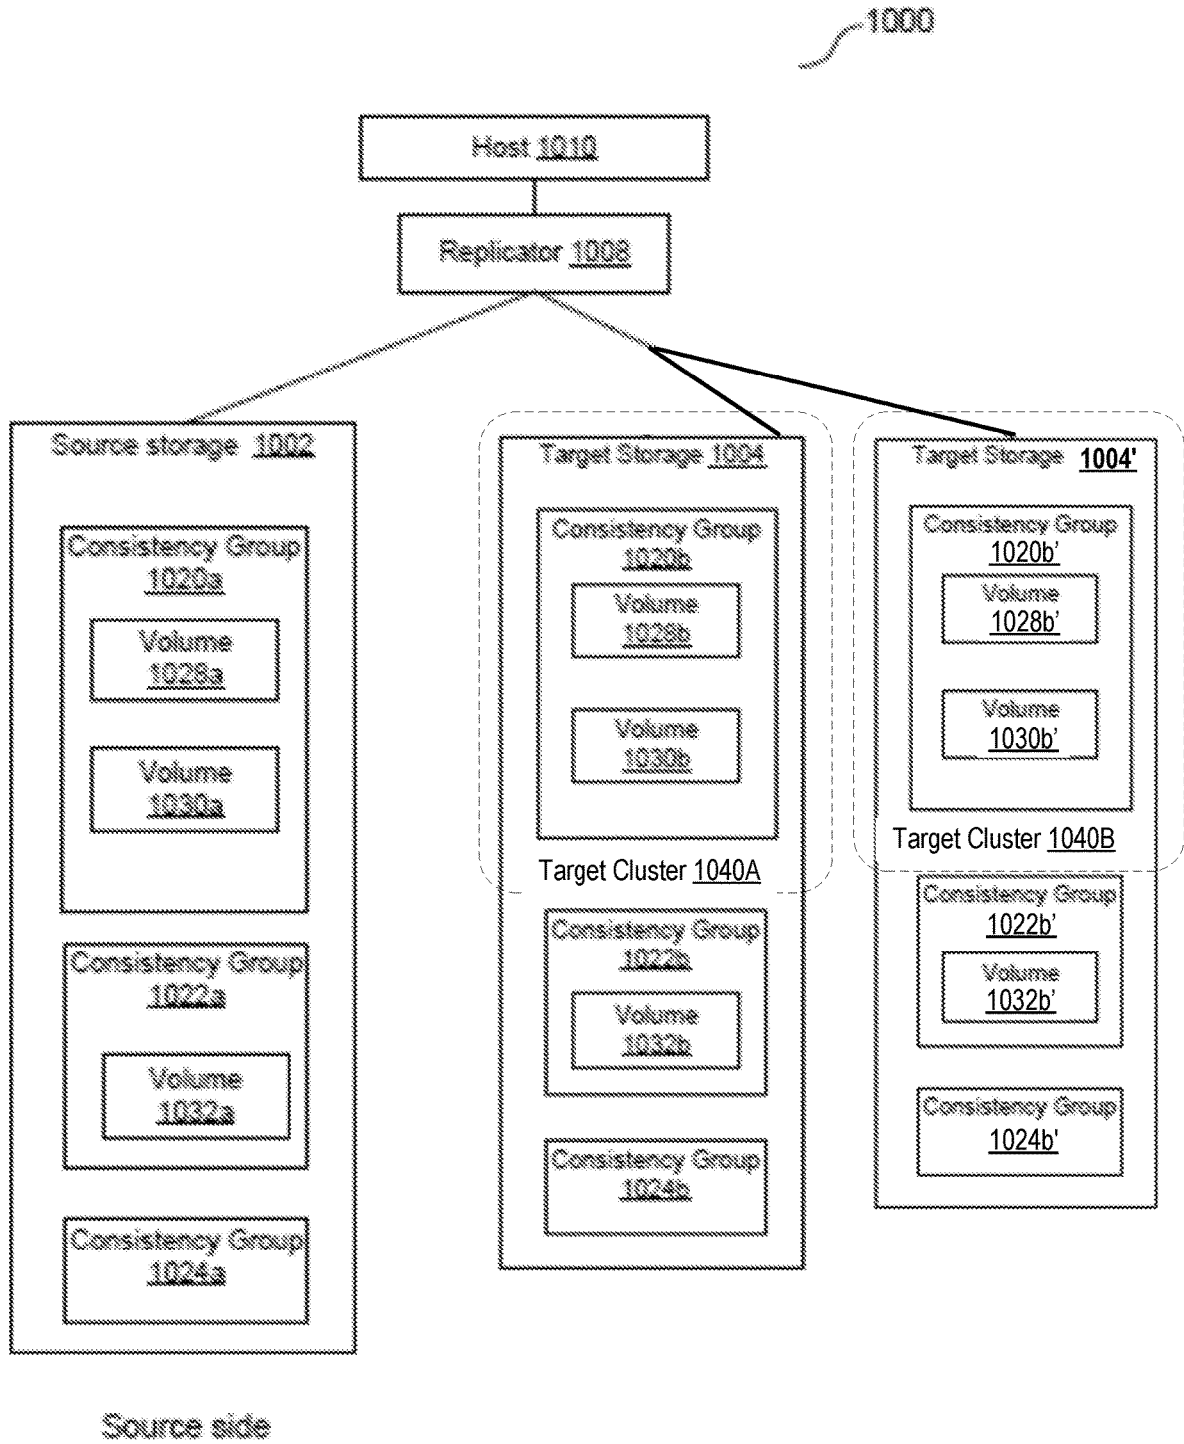 1000
Host 1010
Replicator 1008
Source storage 1002
Consistency Group
1020a
Volume
1028a
Volume
1030a
Consistency Group
1022a
Volume
1032a
Consistency Group
1024a
Source side
Target Storage 1004
Consistency Group
1020b
Volume
1028b
Volume
1030b
Target Cluster 1040A
Consistency Group
1022b
Volume
1032b
Consistency Group
1024b
Target Storage 1004'
Consistency Group
1020b’
Volume
1028b’
Volume
1030b’
Target Cluster 1040B
Consistency Group
1022b’
Volume
1032b’
Consistency Group
1024b'